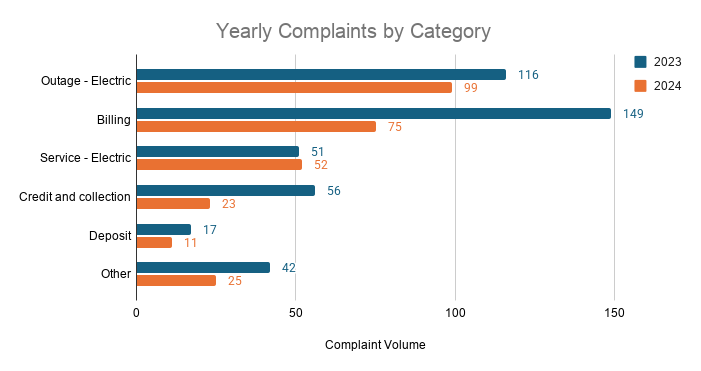 Yearly Complaints by Category
2023
2024
Outage - Electric
116
99
Billing
149
75
Service - Electric
51
52
Credit and collection
56
23
Deposit
17
11
Other
42
25
0
50
100
150
Complaint Volume